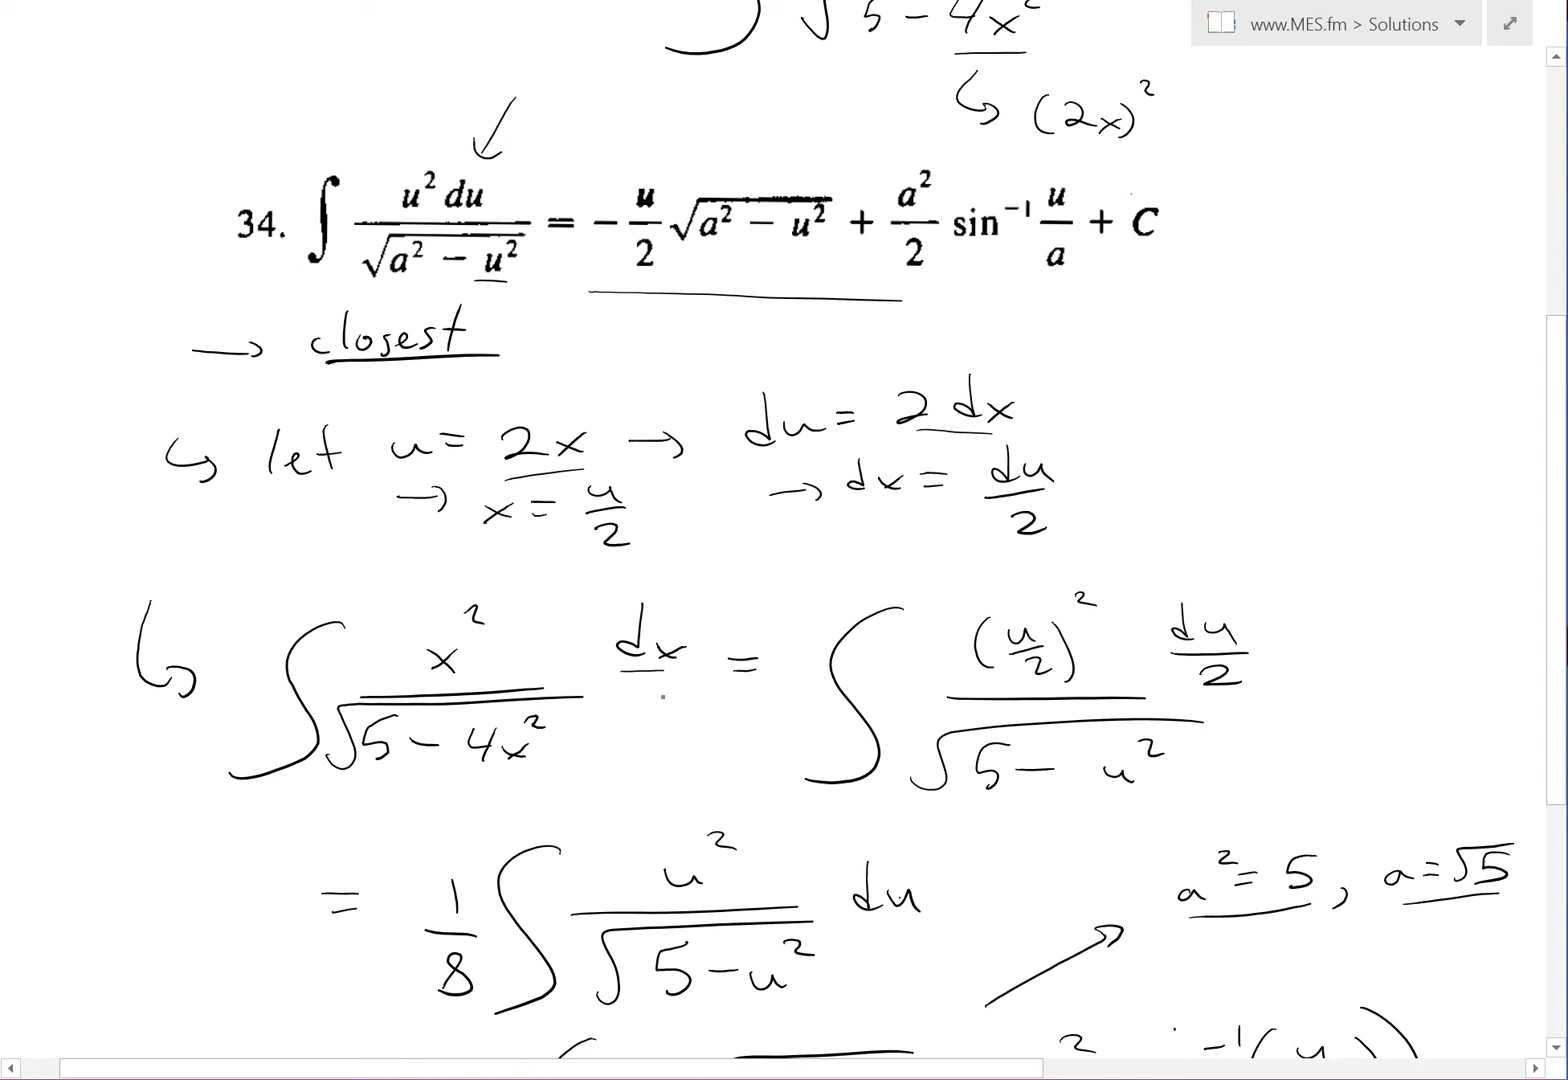 www.MES.fm > Solutions
∫ √5 − 4x²
↳ (2x)²
34. ∫ u² du / √a² − u² = − u/2 √a² − u² + a²/2 sin⁻¹ u/a + C
→ closest
↳ let u = 2x → du = 2 dx
→ x = u/2 → dx = du/2
↳ ∫ x² / √5 − 4x² dx = ∫ (u/2)² / √5 − u² du/2
= 1/8 ∫ u² / √5 − u² du a² = 5, a = √5